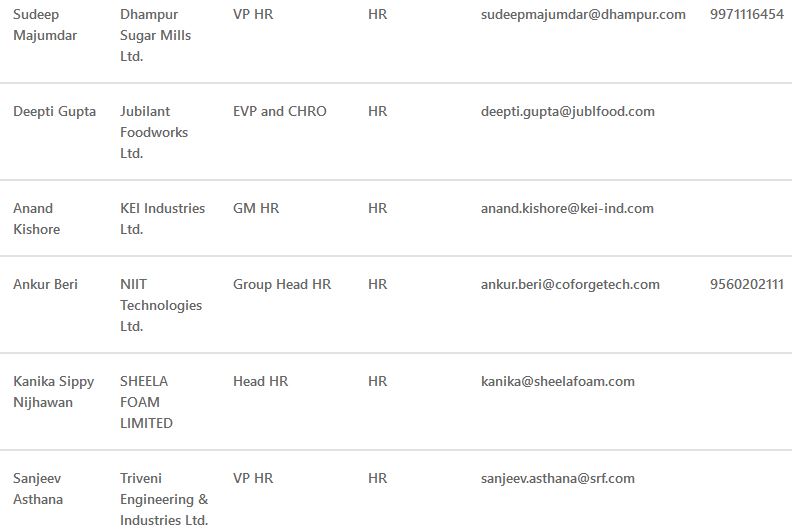 Sudeep Dhampur VP HR HR sudeepmajumdar@dhampur.com 9971116454
Majumdar Sugar Mills
Ltd.
Deepti Gupta Jubilant EVP and CHRO HR deepti.gupta@jublfood.com
Foodworks
Ltd.
Anand KEI Industries GM HR HR anand.kishore@kei-ind.com
Kishore Ltd.
Ankur Beri NIIT Group Head HR HR ankur.beri@coforgetech.com 9560202111
Technologies
Ltd.
Kanika Sippy SHEELA Head HR HR kanika@sheelafoam.com
Nijhawan FOAM
LIMITED
Sanjeev Triveni VP HR HR sanjeev.asthana@srf.com
Asthana Engineering &
Industries Ltd.